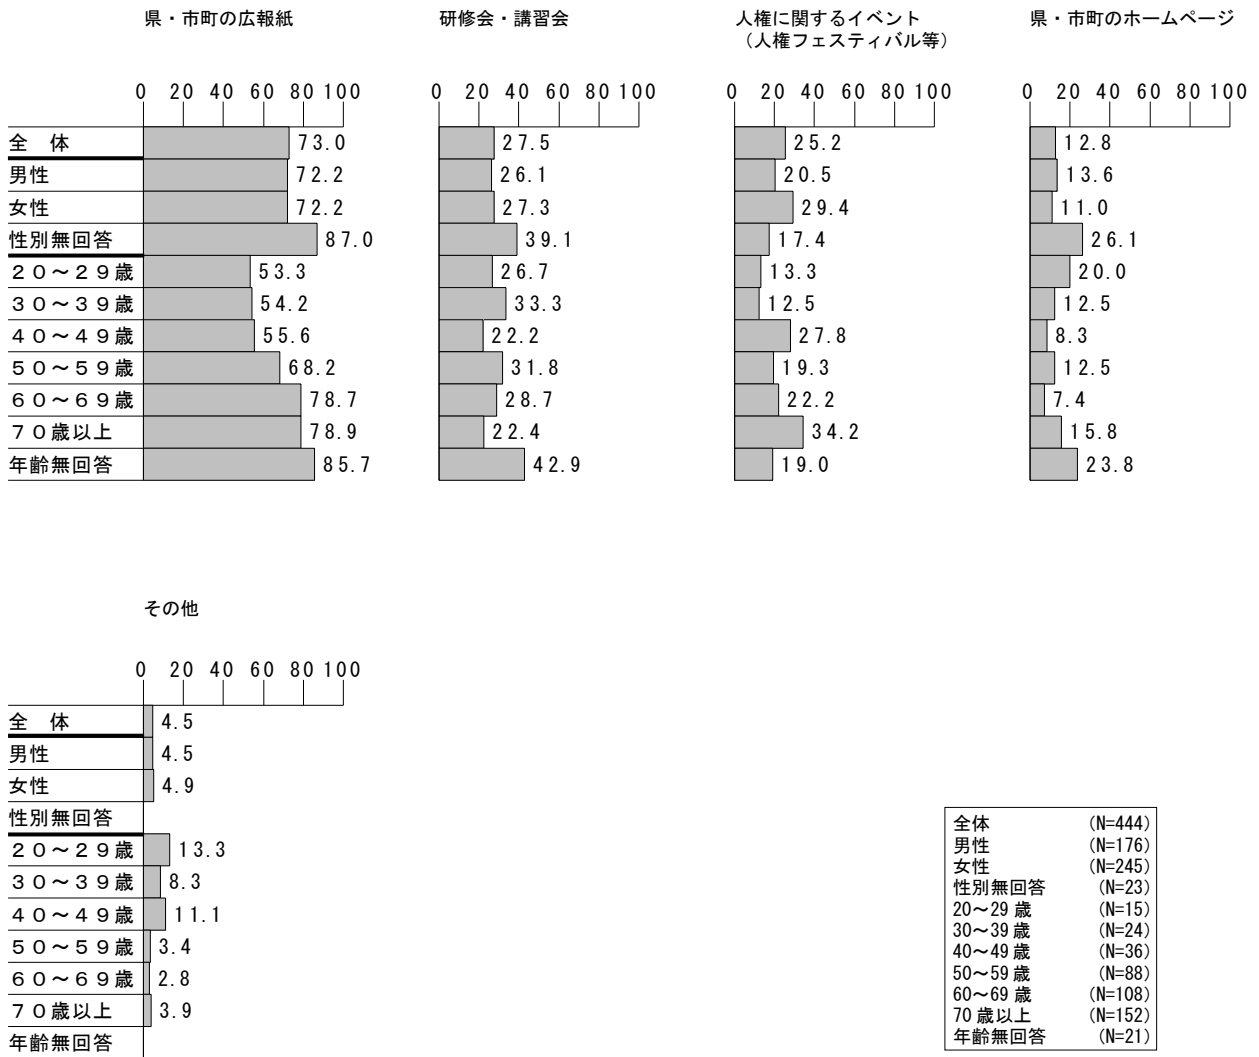 県・市町の広報紙 研修会・講習会 人権に関するイベント 県・市町のホームページ
（人権フェスティバル等）
0 20 40 60 80 100 0 20 40 60 80 100 0 20 40 60 80 100 0 20 40 60 80 100
全　体 73.0 27.5 25.2 12.8
男性 72.2 26.1 20.5 13.6
女性 72.2 27.3 29.4 11.0
性別無回答 87.0 39.1 17.4 26.1
２０～２９歳 53.3 26.7 13.3 20.0
３０～３９歳 54.2 33.3 12.5 12.5
４０～４９歳 55.6 22.2 27.8 8.3
５０～５９歳 68.2 31.8 19.3 12.5
６０～６９歳 78.7 28.7 22.2 7.4
７０歳以上 78.9 22.4 34.2 15.8
年齢無回答 85.7 42.9 19.0 23.8
その他
0 20 40 60 80 100
全　体 4.5
男性 4.5
女性 4.9
性別無回答
２０～２９歳 13.3
３０～３９歳 8.3
４０～４９歳 11.1
５０～５９歳 3.4
６０～６９歳 2.8
７０歳以上 3.9
年齢無回答
全体 (N=444)
男性 (N=176)
女性 (N=245)
性別無回答 (N=23)
20～29 歳 (N=15)
30～39 歳 (N=24)
40～49 歳 (N=36)
50～59 歳 (N=88)
60～69 歳 (N=108)
70 歳以上 (N=152)
年齢無回答 (N=21)